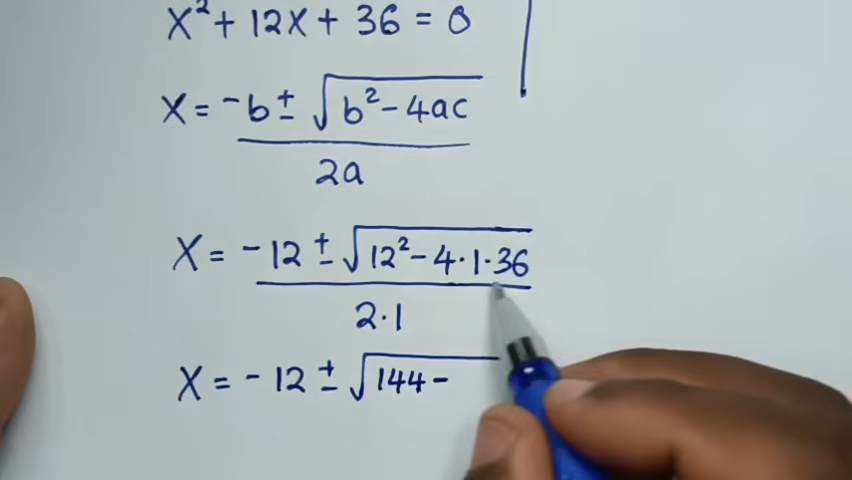 x² + 12x + 36 = 0
x = -b ± √(b² - 4ac) / 2a
x = -12 ± √(12² - 4·1·36) / 2·1
x = -12 ± √(144 -